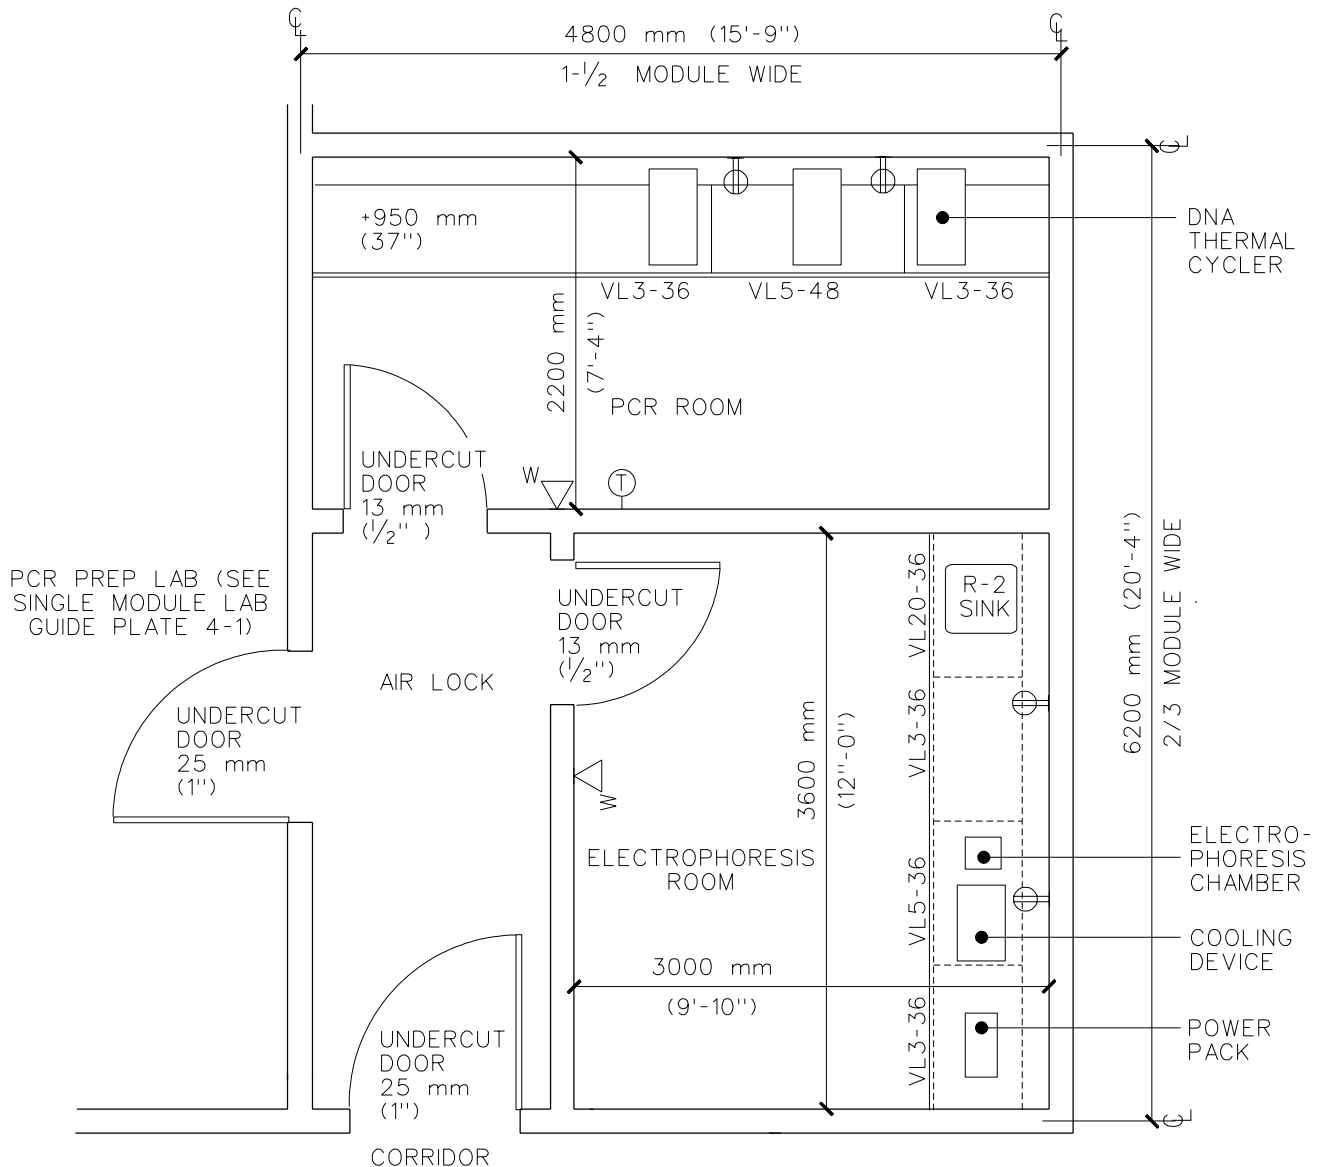 ℄
4800 mm (15'-9")
℄
1-½ MODULE WIDE
℄
+950 mm
(37")
DNA
THERMAL
CYCLER
VL3-36
VL5-48
VL3-36
2200 mm
(7'-4")
PCR ROOM
UNDERCUT
DOOR
13 mm
(½" )
W
T
6200 mm (20'-4")
2/3 MODULE WIDE
PCR PREP LAB (SEE
SINGLE MODULE LAB
GUIDE PLATE 4-1)
UNDERCUT
DOOR
13 mm
(½")
VL20-36
R-2
SINK
AIR LOCK
UNDERCUT
DOOR
25 mm
(1")
VL3-36
3600 mm
(12"-0")
W
ELECTROPHORESIS
ROOM
VL5-36
ELECTRO-
PHORESIS
CHAMBER
COOLING
DEVICE
3000 mm
(9'-10")
VL3-36
POWER
PACK
UNDERCUT
DOOR
25 mm
(1")
℄
CORRIDOR